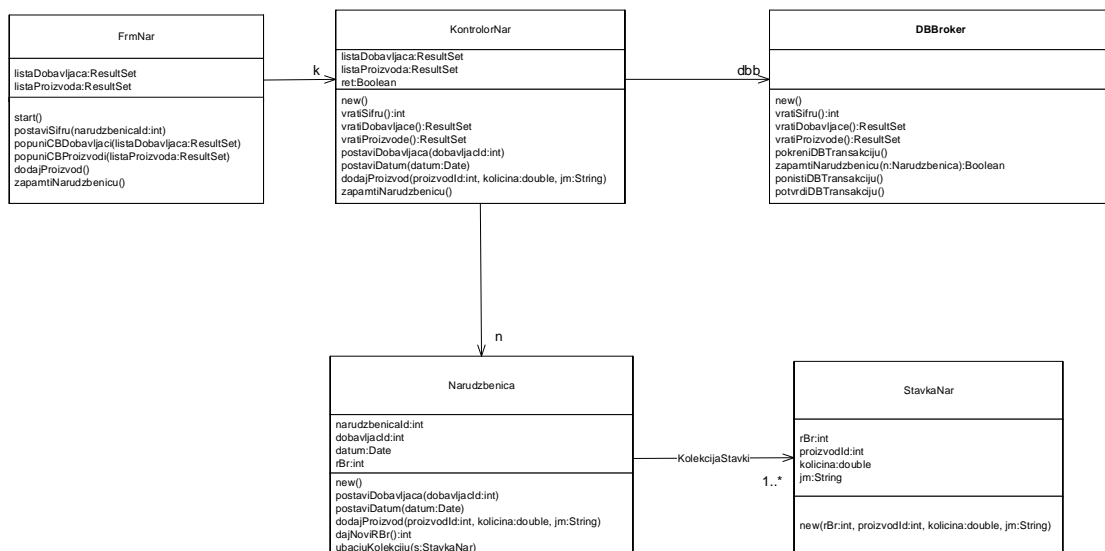 FrmNar
listaDobavljaca:ResultSet
listaProizvoda:ResultSet
start()
postaviSifru(narudzbenicaId:int)
popuniCBDobavljaci(listaDobavljaca:ResultSet)
popuniCBProizvodi(listaProizvoda:ResultSet)
dodajProizvod()
zapamtiNarudzbenicu()
k
KontrolorNar
listaDobavljaca:ResultSet
listaProizvoda:ResultSet
ret:Boolean
new()
vratiSifru():int
vratiDobavljace():ResultSet
vratiProizvode():ResultSet
postaviDobavljaca(dobavljacId:int)
postaviDatum(datum:Date)
dodajProizvod(proizvodId:int, kolicina:double, jm:String)
zapamtiNarudzbenicu()
dbb
DBBroker
new()
vratiSifru():int
vratiDobavljace():ResultSet
vratiProizvode():ResultSet
pokreniDBTransakciju()
zapamtiNarudzbenicu(n:Narudzbenica):Boolean
ponistiDBTransakciju()
potvrdiDBTransakciju()
n
Narudzbenica
narudzbenicaId:int
dobavljacId:int
datum:Date
rBr:int
new()
postaviDobavljaca(dobavljacId:int)
postaviDatum(datum:Date)
dodajProizvod(proizvodId:int, kolicina:double, jm:String)
dajNoviRBr():int
ubaciuKolekciju(s:StavkaNar)
KolekcijaStavki
1..*
StavkaNar
rBr:int
proizvodId:int
kolicina:double
jm:String
new(rBr:int, proizvodId:int, kolicina:double, jm:String)